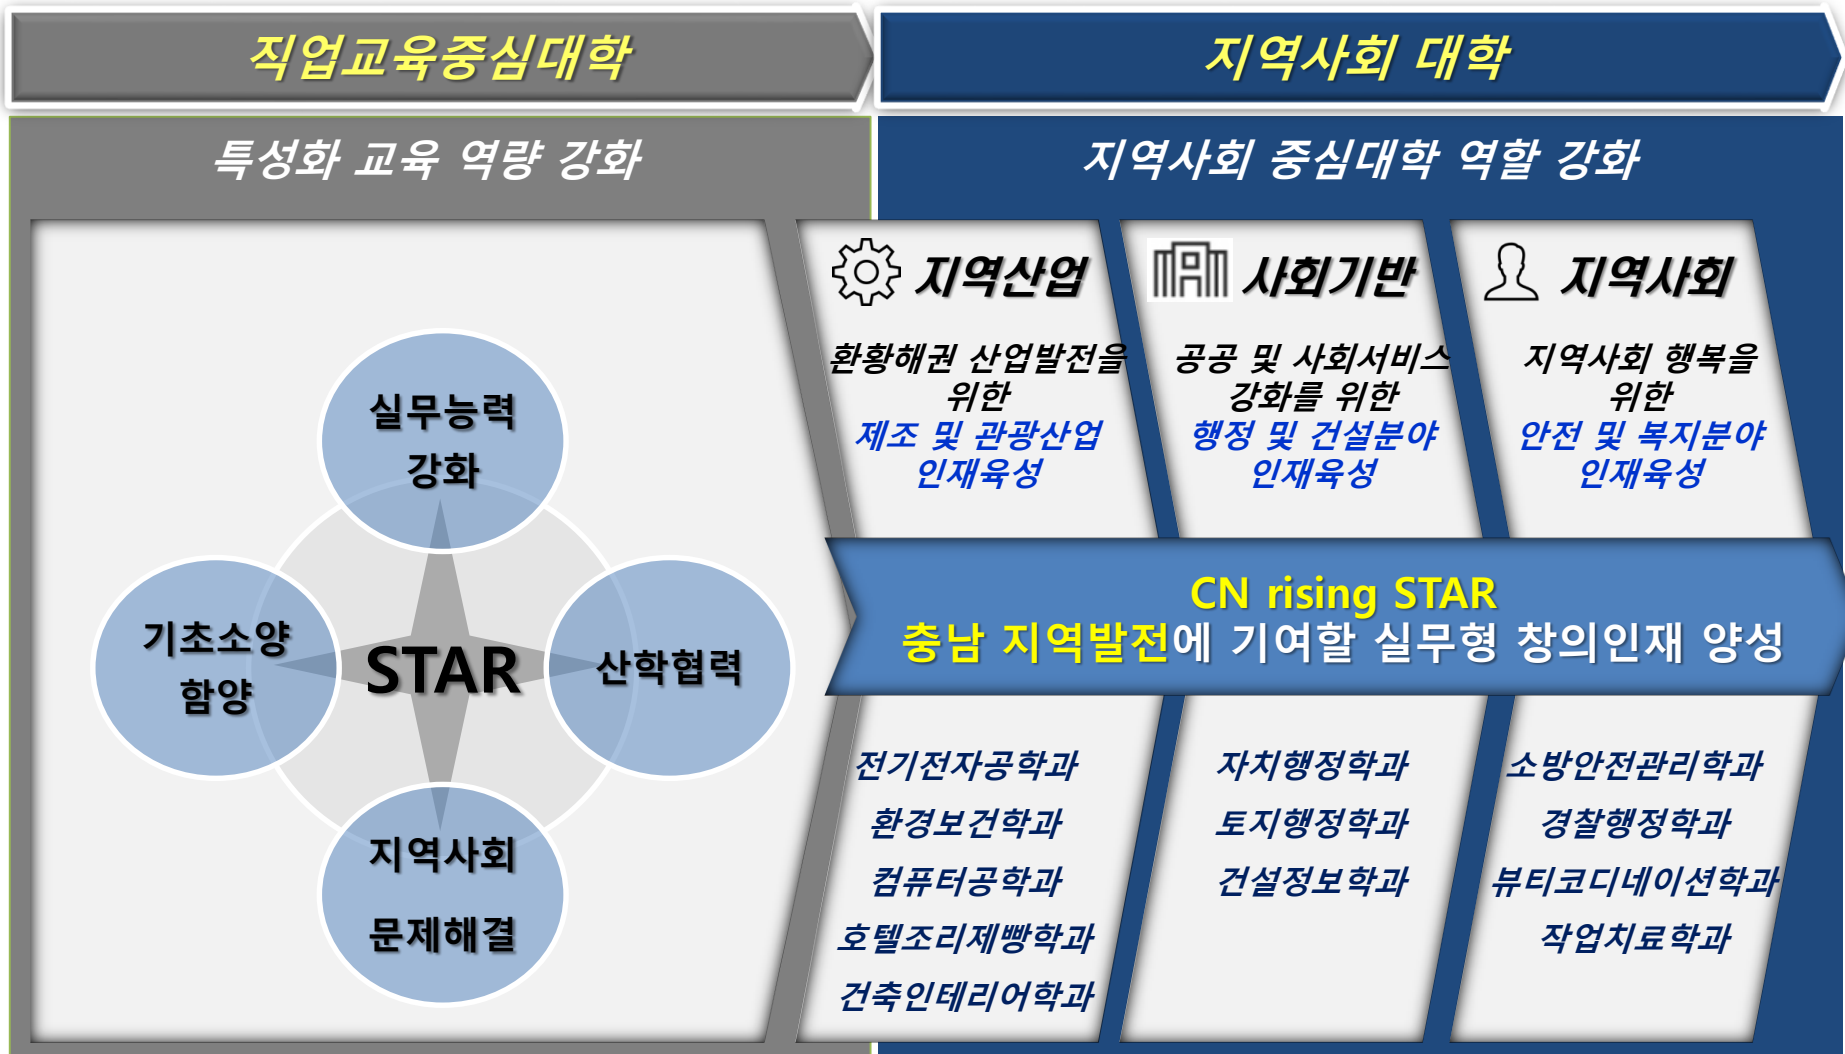 직업교육중심대학
지역사회 대학
특성화 교육 역량 강화
지역사회 중심대학 역할 강화
실무능력
강화
기초소양
함양
STAR
산학협력
지역사회
문제해결
지역산업
환황해권 산업발전을
위한
제조 및 관광산업
인재육성
사회기반
공공 및 사회서비스
강화를 위한
행정 및 건설분야
인재육성
지역사회
지역사회 행복을
위한
안전 및 복지분야
인재육성
CN rising STAR
충남 지역발전에 기여할 실무형 창의인재 양성
전기전자공학과
환경보건학과
컴퓨터공학과
호텔조리제빵학과
건축인테리어학과
자치행정학과
토지행정학과
건설정보학과
소방안전관리학과
경찰행정학과
뷰티코디네이션학과
작업치료학과